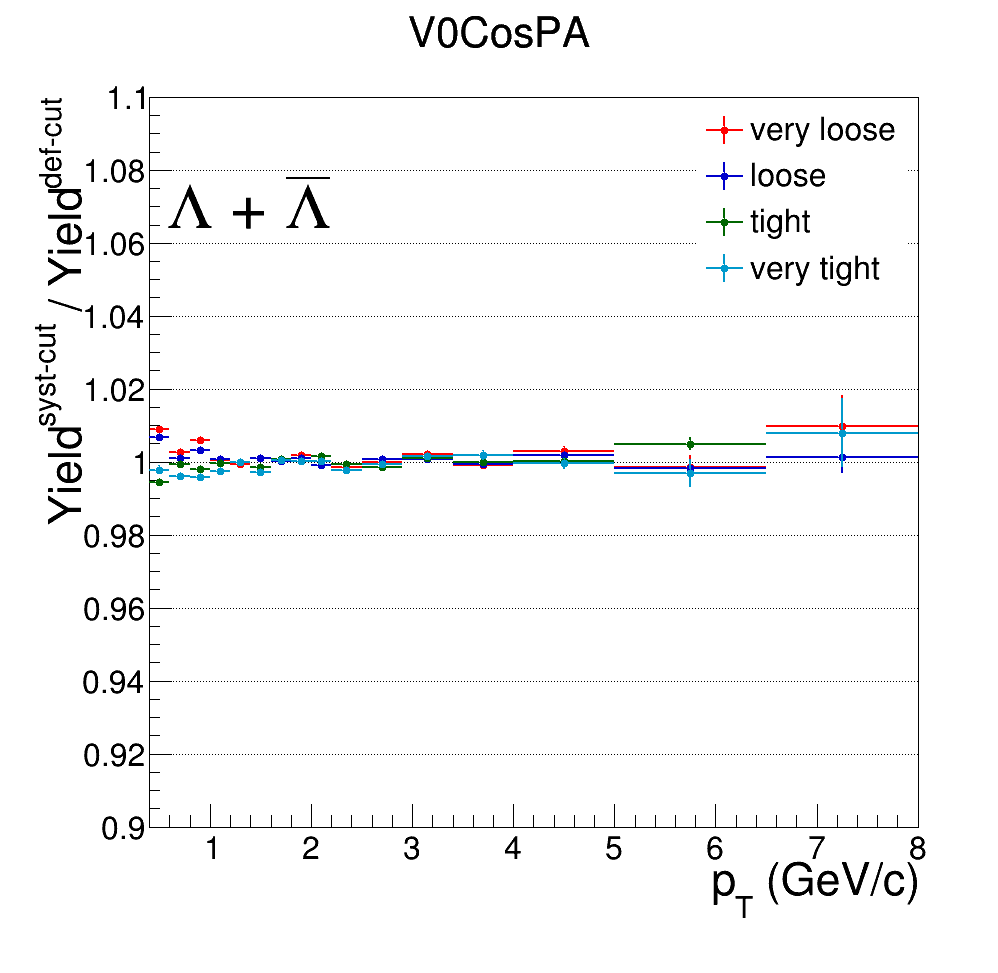 V0CosPA
Yield^syst-cut / Yield^def-cut
Λ + Λ̅
very loose
loose
tight
very tight
1.1
1.08
1.06
1.04
1.02
1
0.98
0.96
0.94
0.92
0.9
1 2 3 4 5 6 7 8
p_T (GeV/c)